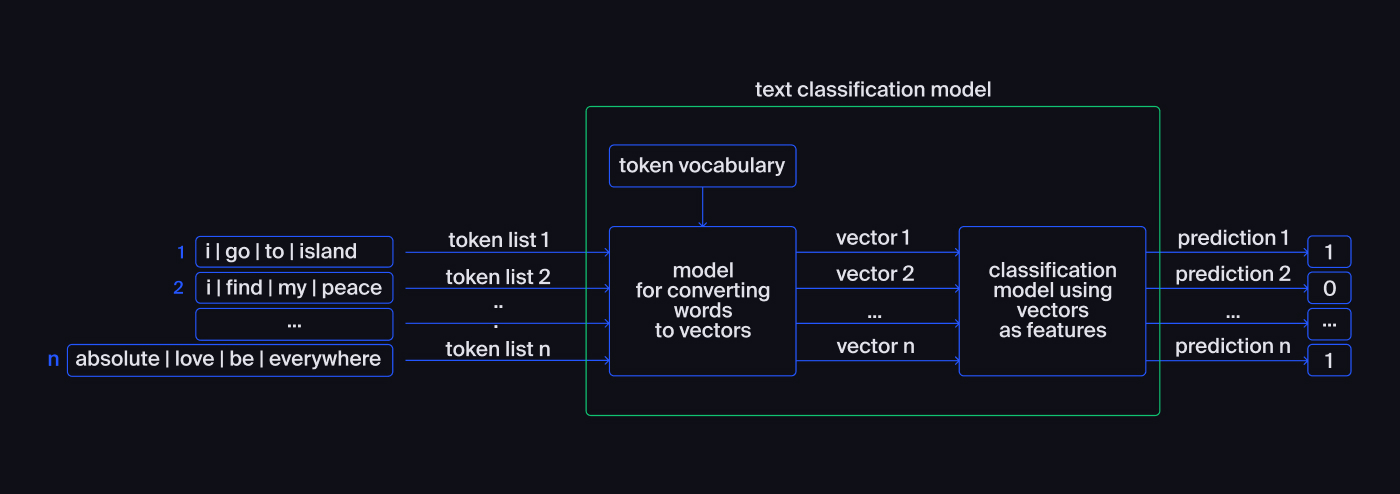 text classification model
token vocabulary
1 i | go | to | island
token list 1
2 i | find | my | peace
token list 2
...
..
.
n absolute | love | be | everywhere
token list n
model
for converting
words
to vectors
vector 1
vector 2
...
vector n
classification
model using
vectors
as features
prediction 1
1
prediction 2
0
...
...
prediction n
1